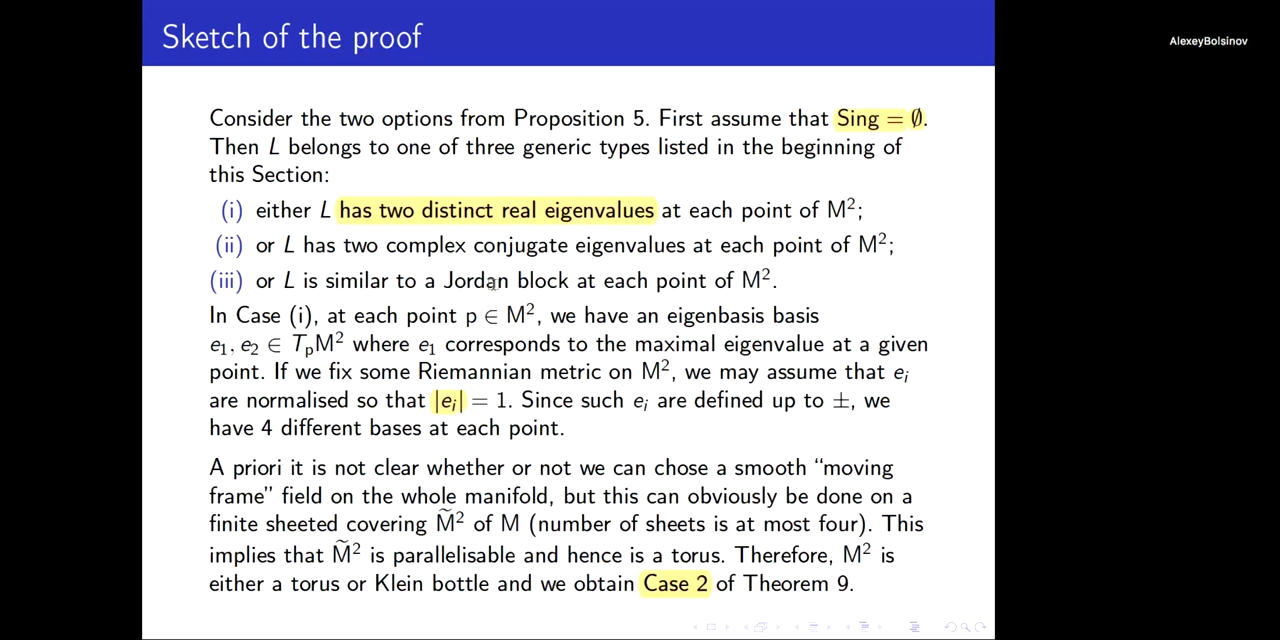 Sketch of the proof
AlexeyBolsinov
Consider the two options from Proposition 5. First assume that Sing = ∅.
Then L belongs to one of three generic types listed in the beginning of
this Section:
(i) either L has two distinct real eigenvalues at each point of M²;
(ii) or L has two complex conjugate eigenvalues at each point of M²;
(iii) or L is similar to a Jordan block at each point of M².
In Case (i), at each point p ∈ M², we have an eigenbasis basis
e₁, e₂ ∈ TₚM² where e₁ corresponds to the maximal eigenvalue at a given
point. If we fix some Riemannian metric on M², we may assume that eᵢ
are normalised so that |eᵢ| = 1. Since such eᵢ are defined up to ±, we
have 4 different bases at each point.
A priori it is not clear whether or not we can chose a smooth “moving
frame” field on the whole manifold, but this can obviously be done on a
finite sheeted covering M̃² of M (number of sheets is at most four). This
implies that M̃² is parallelisable and hence is a torus. Therefore, M² is
either a torus or Klein bottle and we obtain Case 2 of Theorem 9.